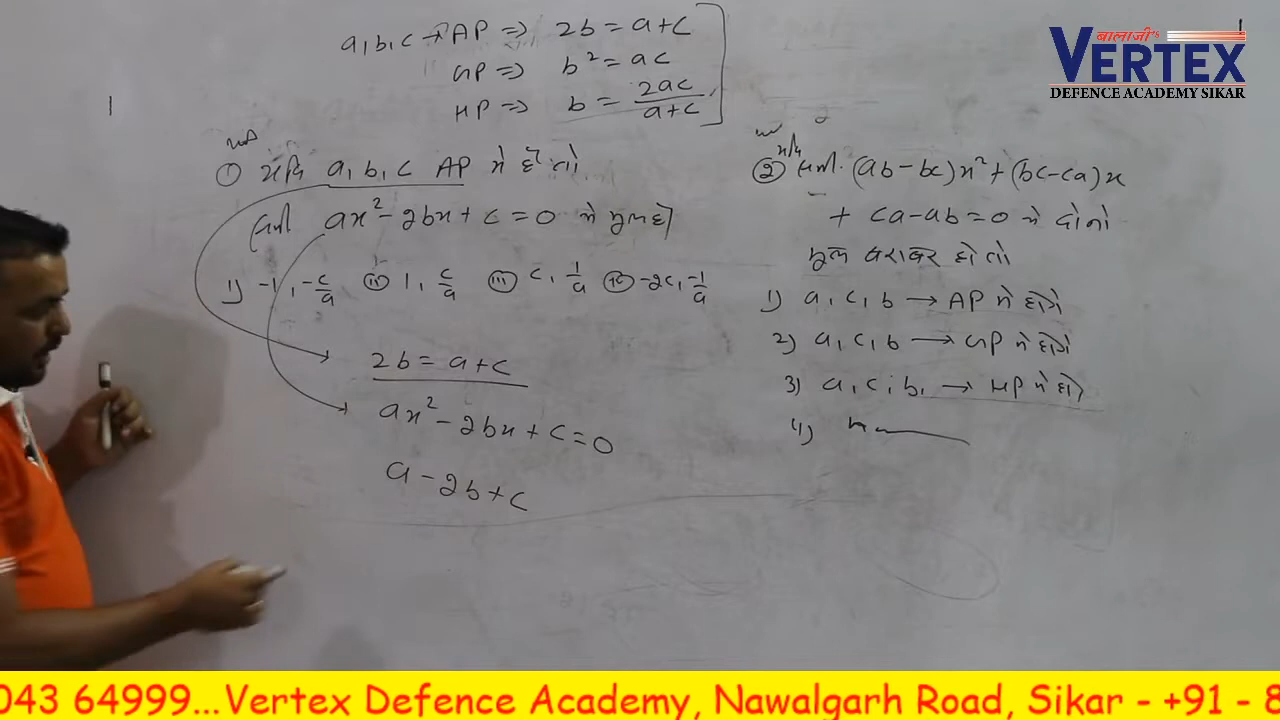 a, b, c → AP ⇒ 2b = a+c
GP ⇒ b² = ac
HP ⇒ b = 2ac/a+c
① यदि a, b, c AP में हो तो
समी ax² - 2bx + c = 0 के मूल हो
1) -1, -c/a (ii) 1, c/a (iii) c, 1/a (iv) -2c, -1/a
2b = a+c
ax² - 2bx + c = 0
a - 2b + c
② यदि समी. (ab-bc)x² + (bc-ca)x
+ ca-ab = 0 के दोनो
मूल बराबर हो तो
1) a, c, b → AP में होगे
2) a, c, b → GP में होगे
3) a, c, b, → HP में हो
4)
बालाजी's
VERTEX
DEFENCE ACADEMY SIKAR
043 64999...Vertex Defence Academy, Nawalgarh Road, Sikar - +91 - 8